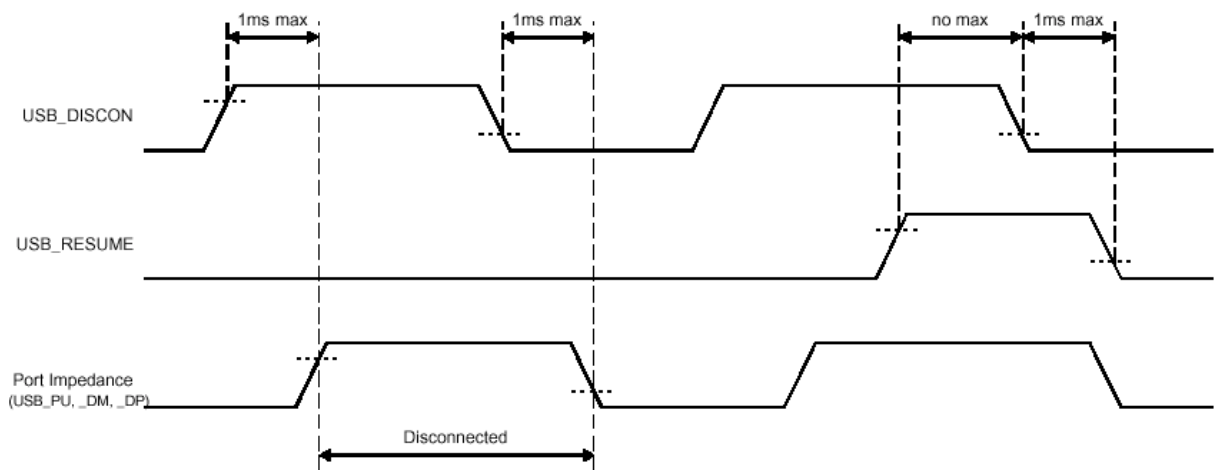 1ms max
1ms max
no max
1ms max
USB_DISCON
USB_RESUME
Port Impedance
(USB_PU, _DM, _DP)
Disconnected